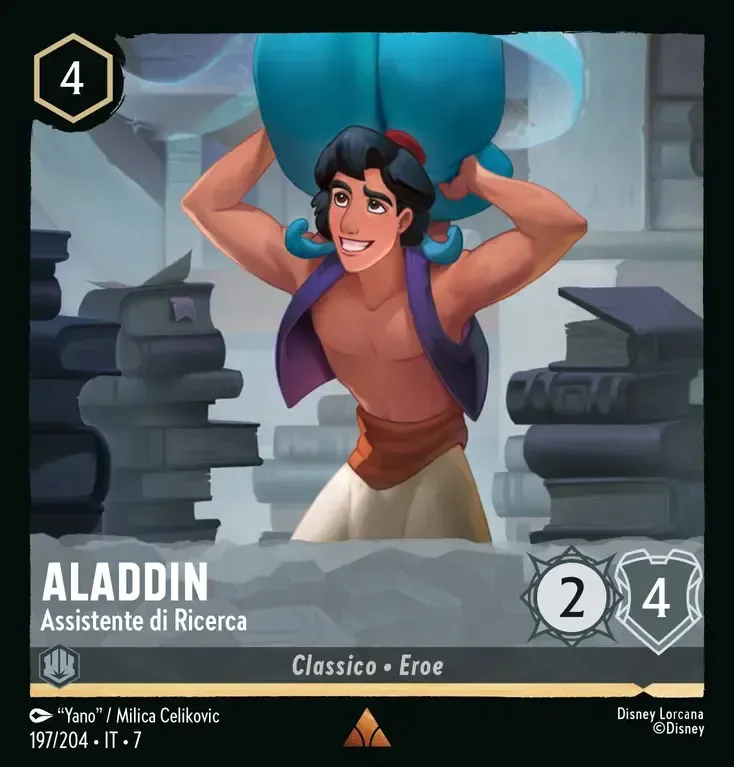 4
ALADDIN
Assistente di Ricerca
2
4
Classico • Eroe
“Yano” / Milica Celikovic
197/204 • IT • 7
Disney Lorcana
©Disney